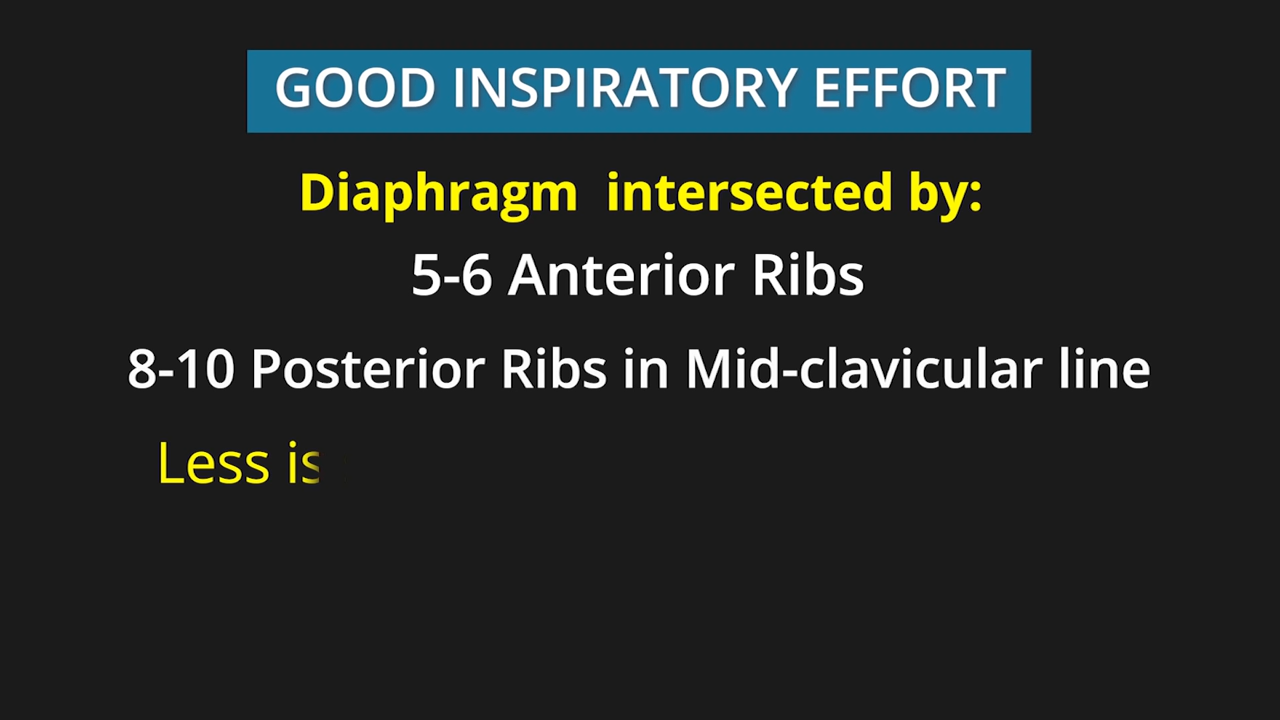 GOOD INSPIRATORY EFFORT
Diaphragm intersected by:
5-6 Anterior Ribs
8-10 Posterior Ribs in Mid-clavicular line
Less is